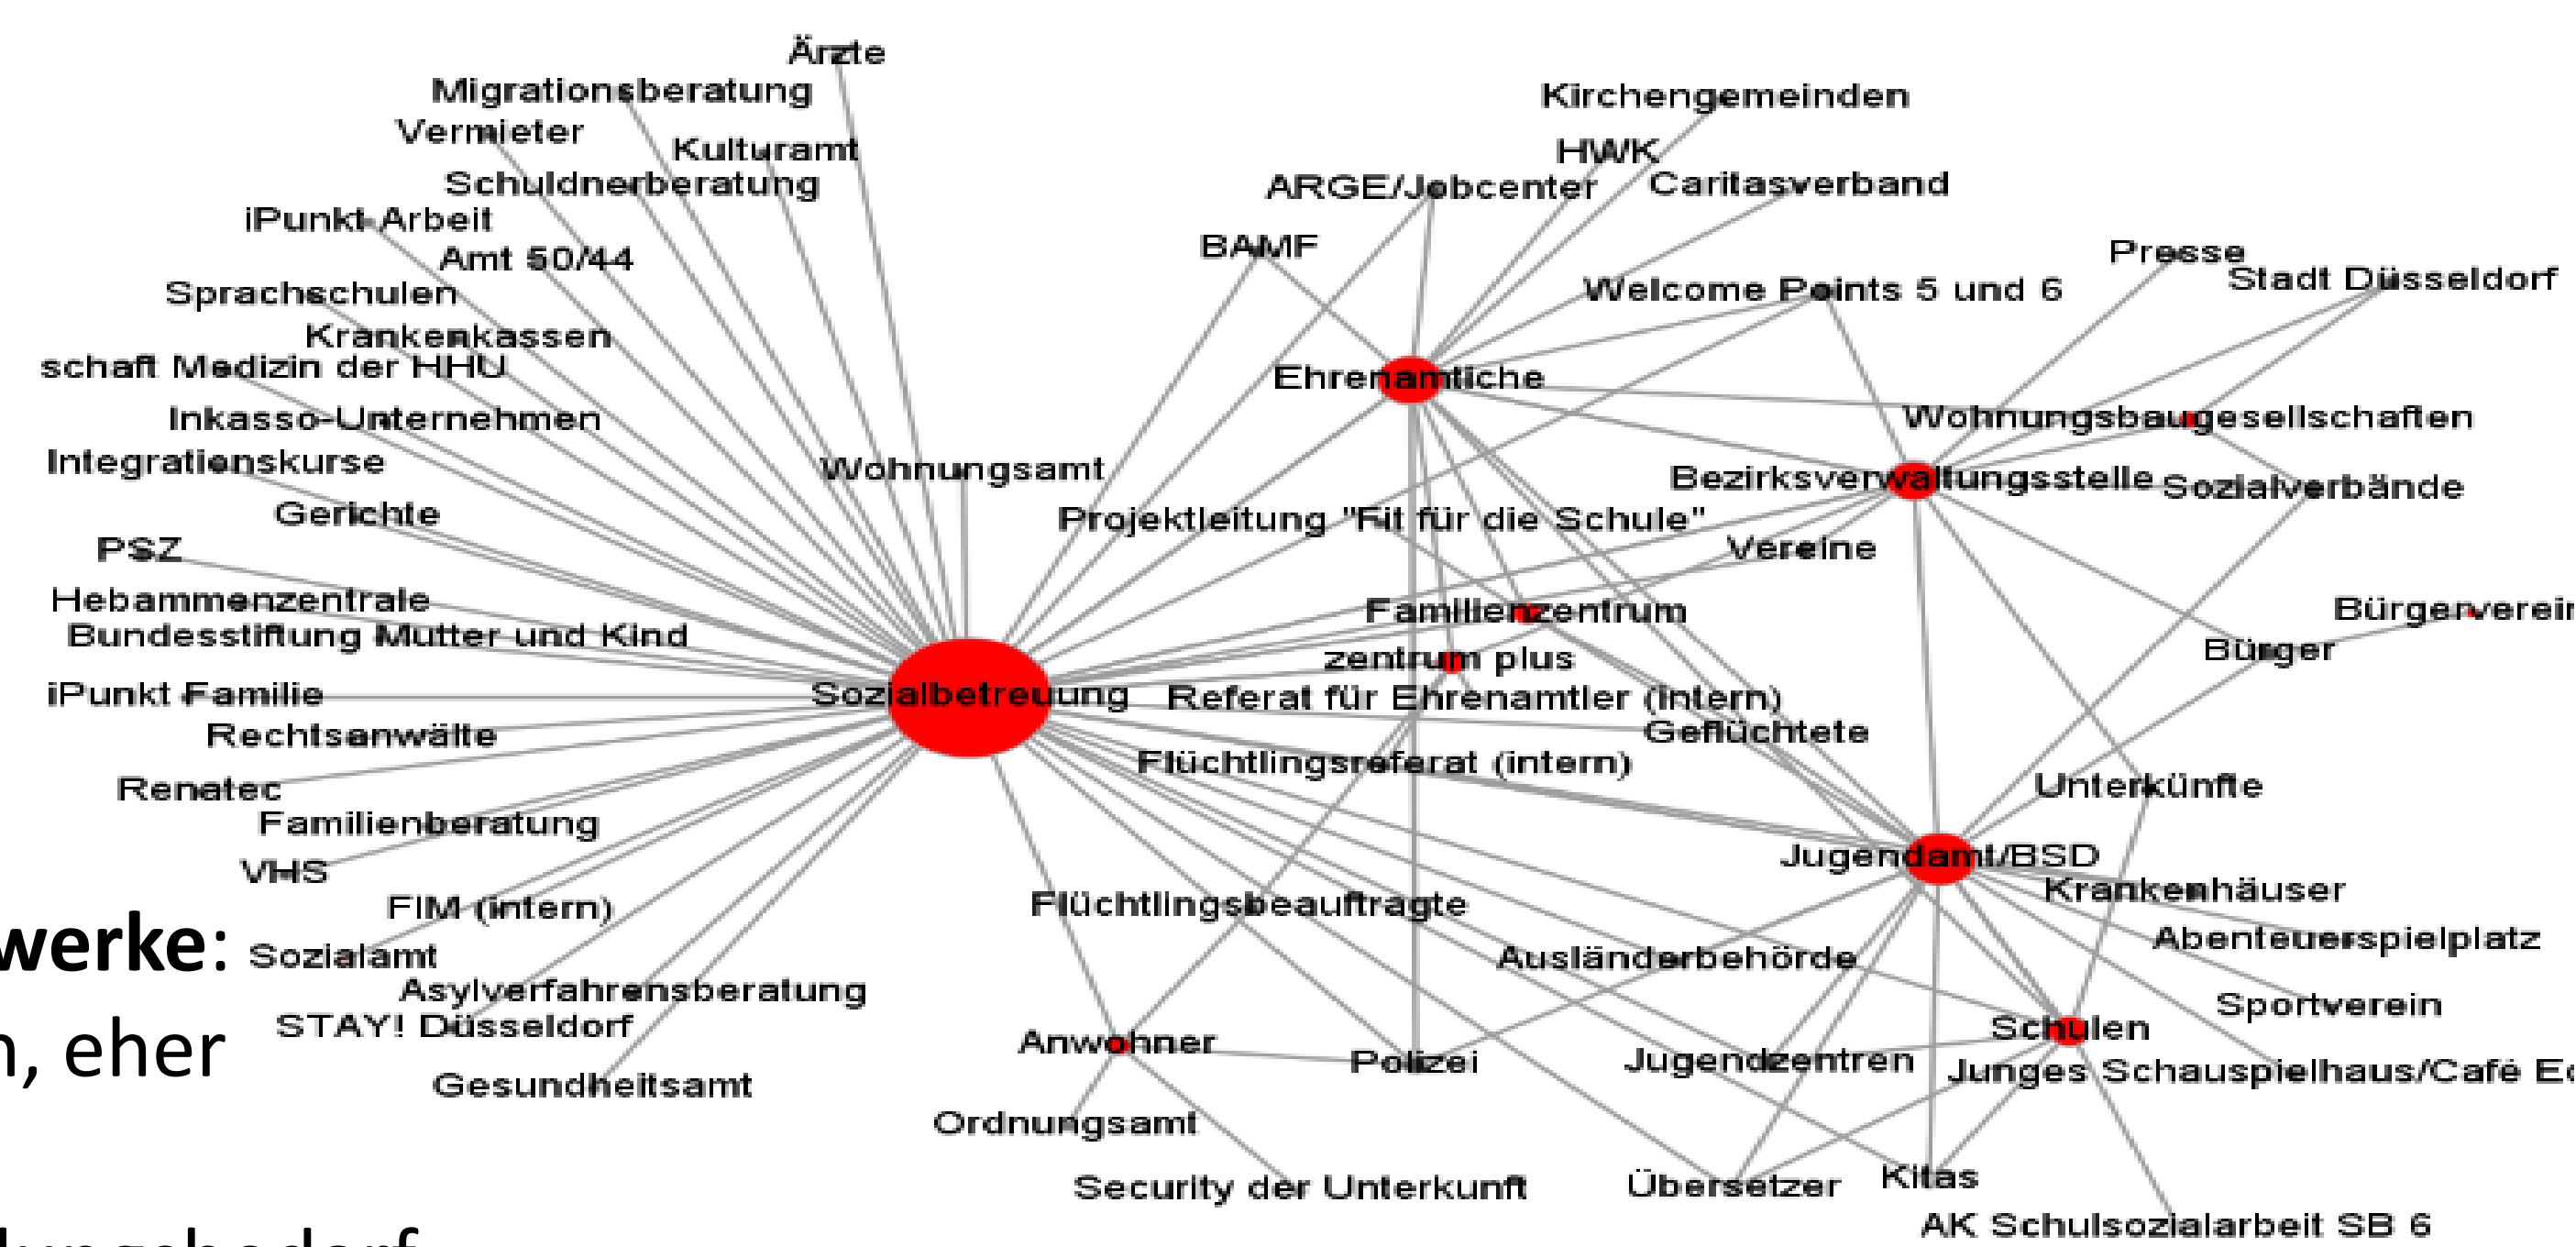 Ärzte
Migrationsberatung
Vermieter
Kulturamt
Schuldnerberatung
iPunkt Arbeit
Amt 50/44
Sprachschulen
Krankenkassen
schaft Medizin der HHU
Inkasso-Unternehmen
Integrationskurse
Gerichte
PSZ
Hebammenzentrale
Bundesstiftung Mutter und Kind
iPunkt Familie
Rechtsanwälte
Renatec
Familienberatung
VHS
FIM (intern)
Sozialamt
Asylverfahrensberatung
STAY! Düsseldorf
Gesundheitsamt
Wohnungsamt
Sozialbetreuung
Kirchengemeinden
HWK
ARGE/Jobcenter
Caritasverband
BAMF
Welcome Points 5 und 6
Presse
Stadt Düsseldorf
Ehrenamtliche
Wohnungsbaugesellschaften
Bezirksverwaltungsstelle
Sozialverbände
Projektleitung "Fit für die Schule"
Vereine
Familienzentrum
Bürgerverein
zentrum plus
Bürger
Referat für Ehrenamtler (intern)
Geflüchtete
Flüchtlingsreferat (intern)
Unterkünfte
Jugendamt/BSD
Krankenhäuser
Flüchtlingsbeauftragte
Abenteuerspielplatz
Ausländerbehörde
Sportverein
Schulen
Anwohner
Polizei
Jugendzentren
Junges Schauspielhaus/Café
Ordnungsamt
Security der Unterkunft
Übersetzer
Kitas
AK Schulsozialarbeit SB 6
werke:
n, eher